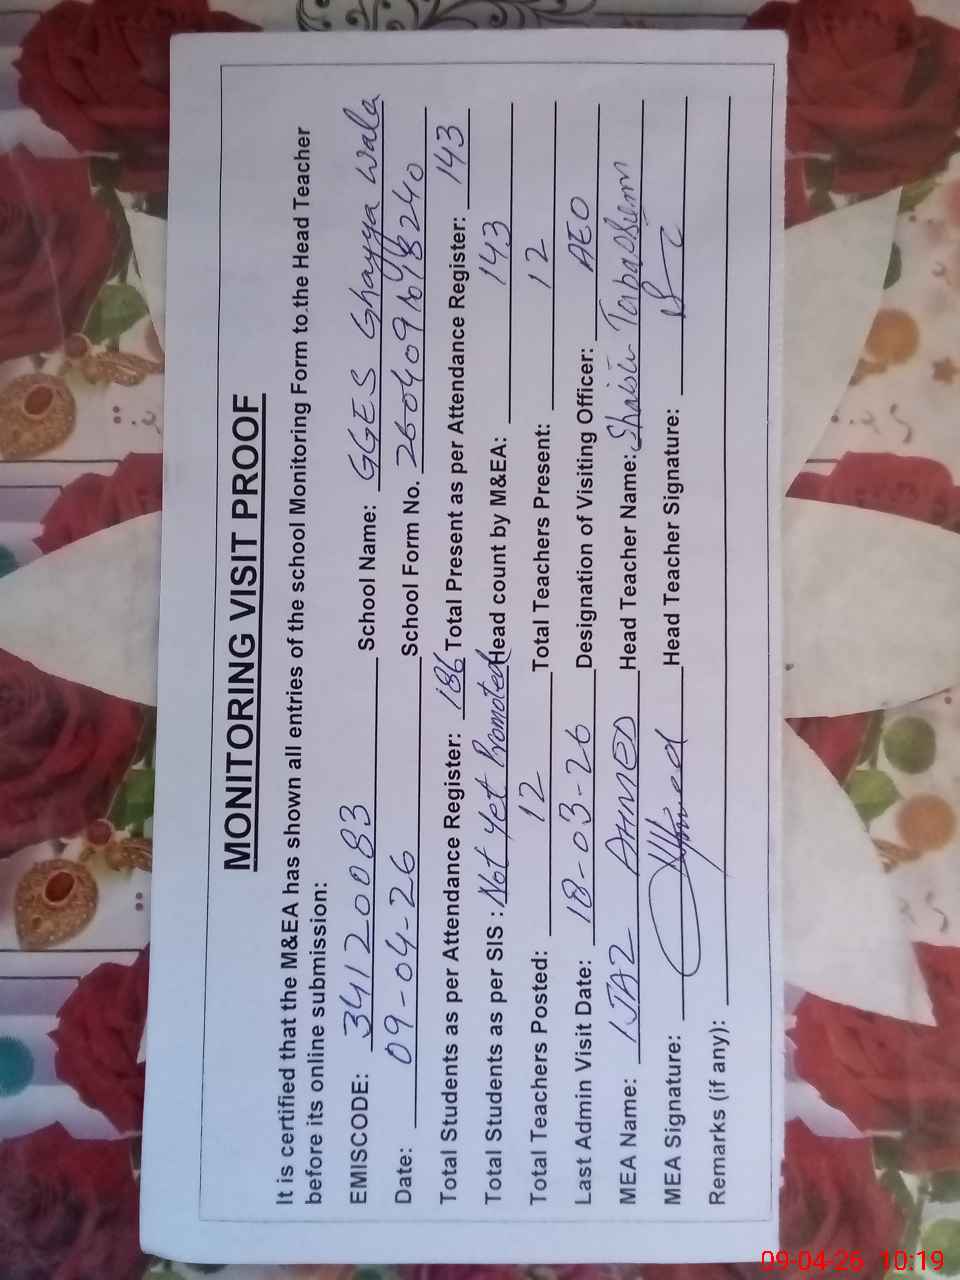 MONITORING VISIT PROOF
It is certified that the M&EA has shown all entries of the school Monitoring Form to.the Head Teacher
before its online submission:
EMISCODE: 34120083 School Name: GGES Ghayya Wala
Date: 09-04-26 School Form No.
Total Students as per Attendance Register: 186 Total Present as per Attendance Register: 143
Total Students as per SIS : Not yet Promoted Head count by M&EA: 143
Total Teachers Posted: 12 Total Teachers Present: 12
Last Admin Visit Date: 18-03-26 Designation of Visiting Officer: AEO
MEA Name: IJAZ AHMED Head Teacher Name:
MEA Signature: Head Teacher Signature:
Remarks (if any):
09-04-26 10:19